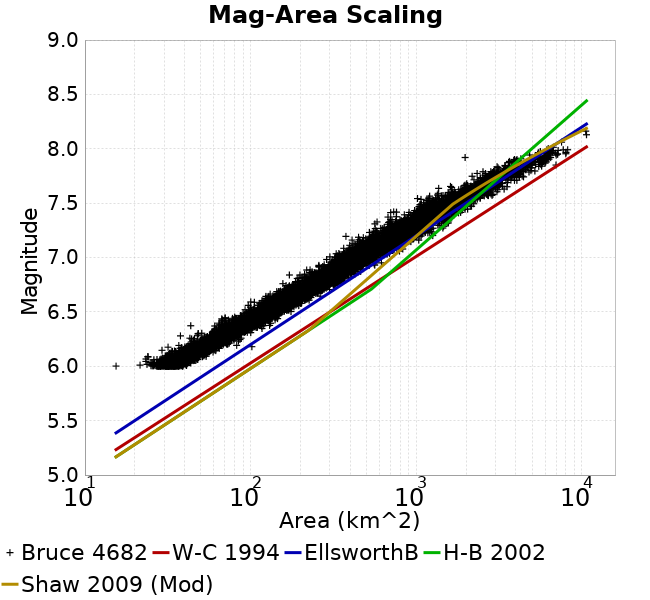 Mag-Area Scaling
9.0
8.5
8.0
7.5
7.0
6.5
6.0
5.5
5.0
Magnitude
10^1
10^2
10^3
10^4
Area (km^2)
Bruce 4682 W-C 1994 EllsworthB H-B 2002
Shaw 2009 (Mod)